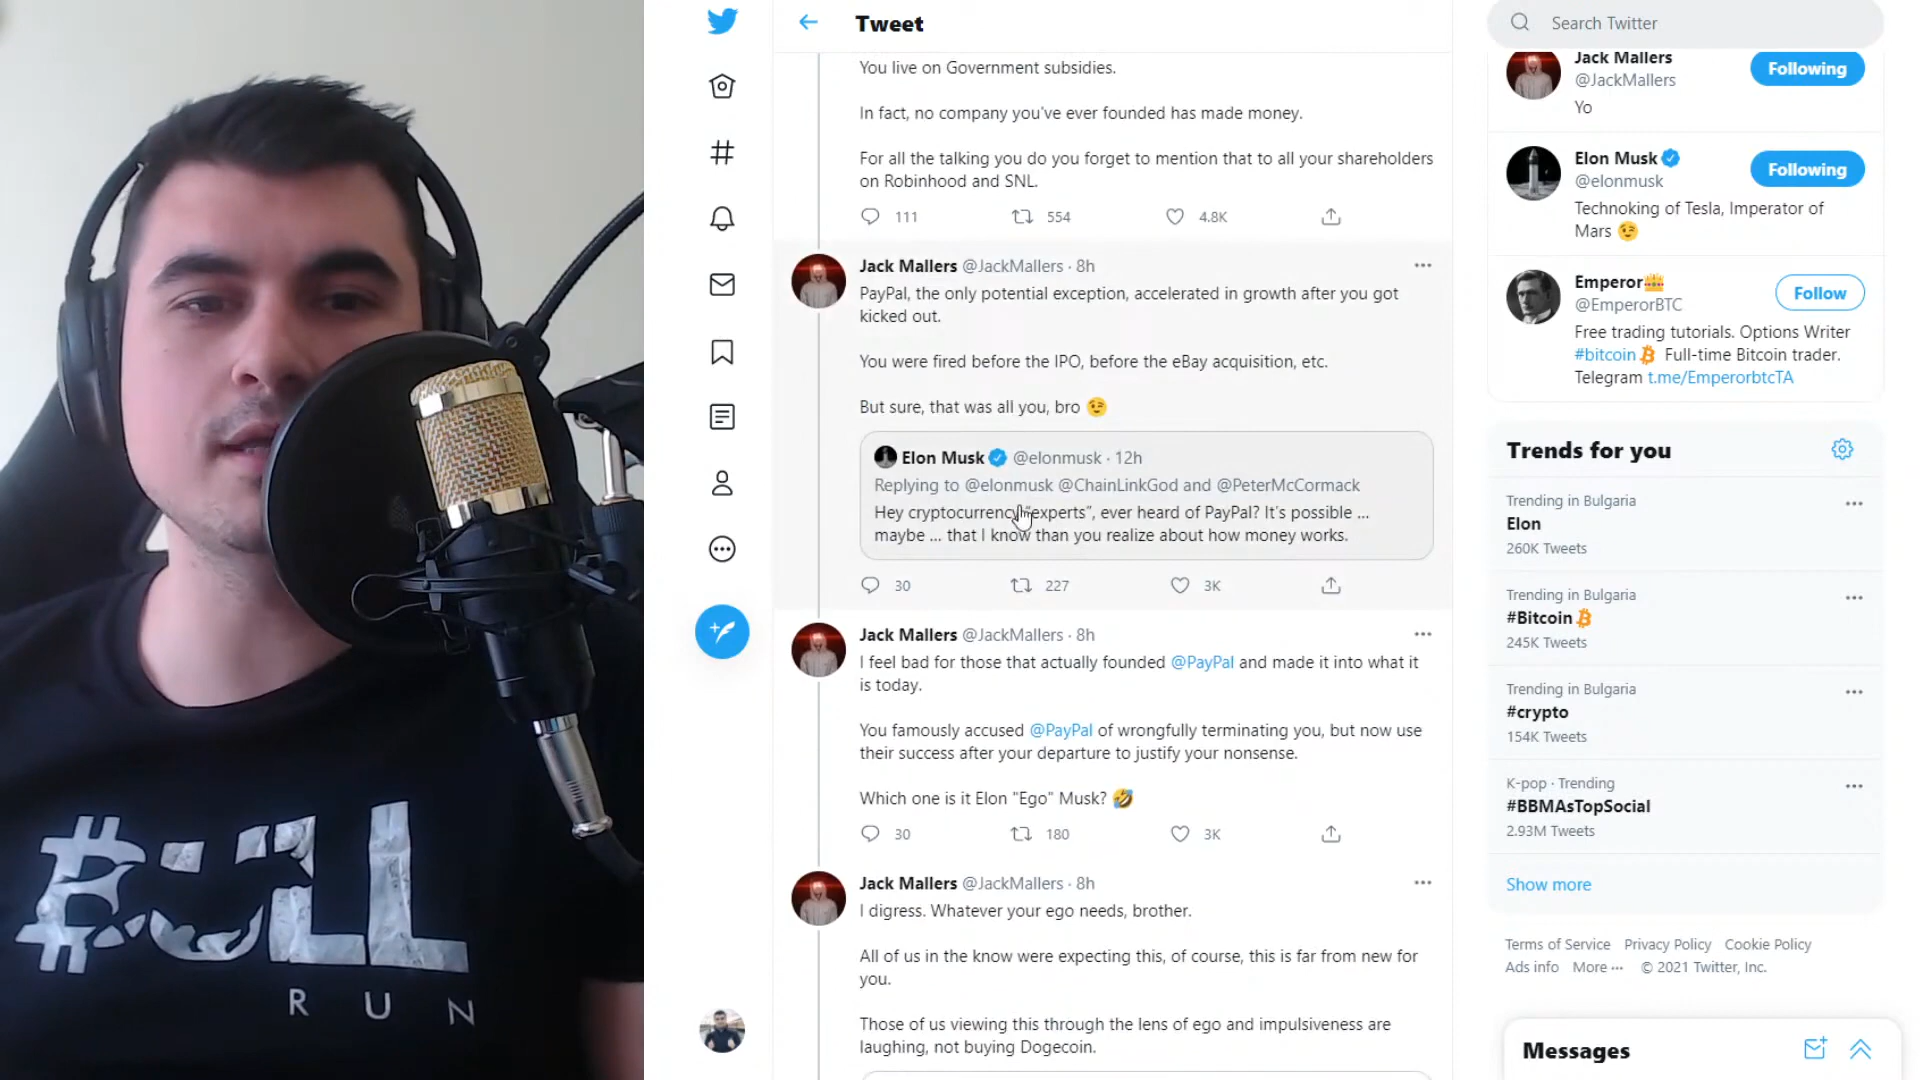 BULL
RUN
Tweet
You live on Government subsidies.
In fact, no company you've ever founded has made money.
For all the talking you do you forget to mention that to all your shareholders
on Robinhood and SNL.
111 554 4.8K
Jack Mallers @JackMallers · 8h
PayPal, the only potential exception, accelerated in growth after you got
kicked out.
You were fired before the IPO, before the eBay acquisition, etc.
But sure, that was all you, bro 😉
Elon Musk @elonmusk · 12h
Replying to @elonmusk @ChainLinkGod and @PeterMcCormack
Hey cryptocurrency "experts", ever heard of PayPal? It's possible ...
maybe ... that I know than you realize about how money works.
30 227 3K
Jack Mallers @JackMallers · 8h
I feel bad for those that actually founded @PayPal and made it into what it
is today.
You famously accused @PayPal of wrongfully terminating you, but now use
their success after your departure to justify your nonsense.
Which one is it Elon "Ego" Musk? 🤣
30 180 3K
Jack Mallers @JackMallers · 8h
I digress. Whatever your ego needs, brother.
All of us in the know were expecting this, of course, this is far from new for
you.
Those of us viewing this through the lens of ego and impulsiveness are
laughing, not buying Dogecoin.
Search Twitter
Jack Mallers
@JackMallers
Following
Yo
Elon Musk
@elonmusk
Following
Technoking of Tesla, Imperator of
Mars 😉
Emperor👑
@EmperorBTC
Follow
Free trading tutorials. Options Writer
#bitcoin₿ Full-time Bitcoin trader.
Telegram t.me/EmperorbtcTA
Trends for you
Trending in Bulgaria
Elon
260K Tweets
Trending in Bulgaria
#Bitcoin₿
245K Tweets
Trending in Bulgaria
#crypto
154K Tweets
K-pop · Trending
#BBMAsTopSocial
2.93M Tweets
Show more
Terms of Service Privacy Policy Cookie Policy
Ads info More ··· © 2021 Twitter, Inc.
Messages